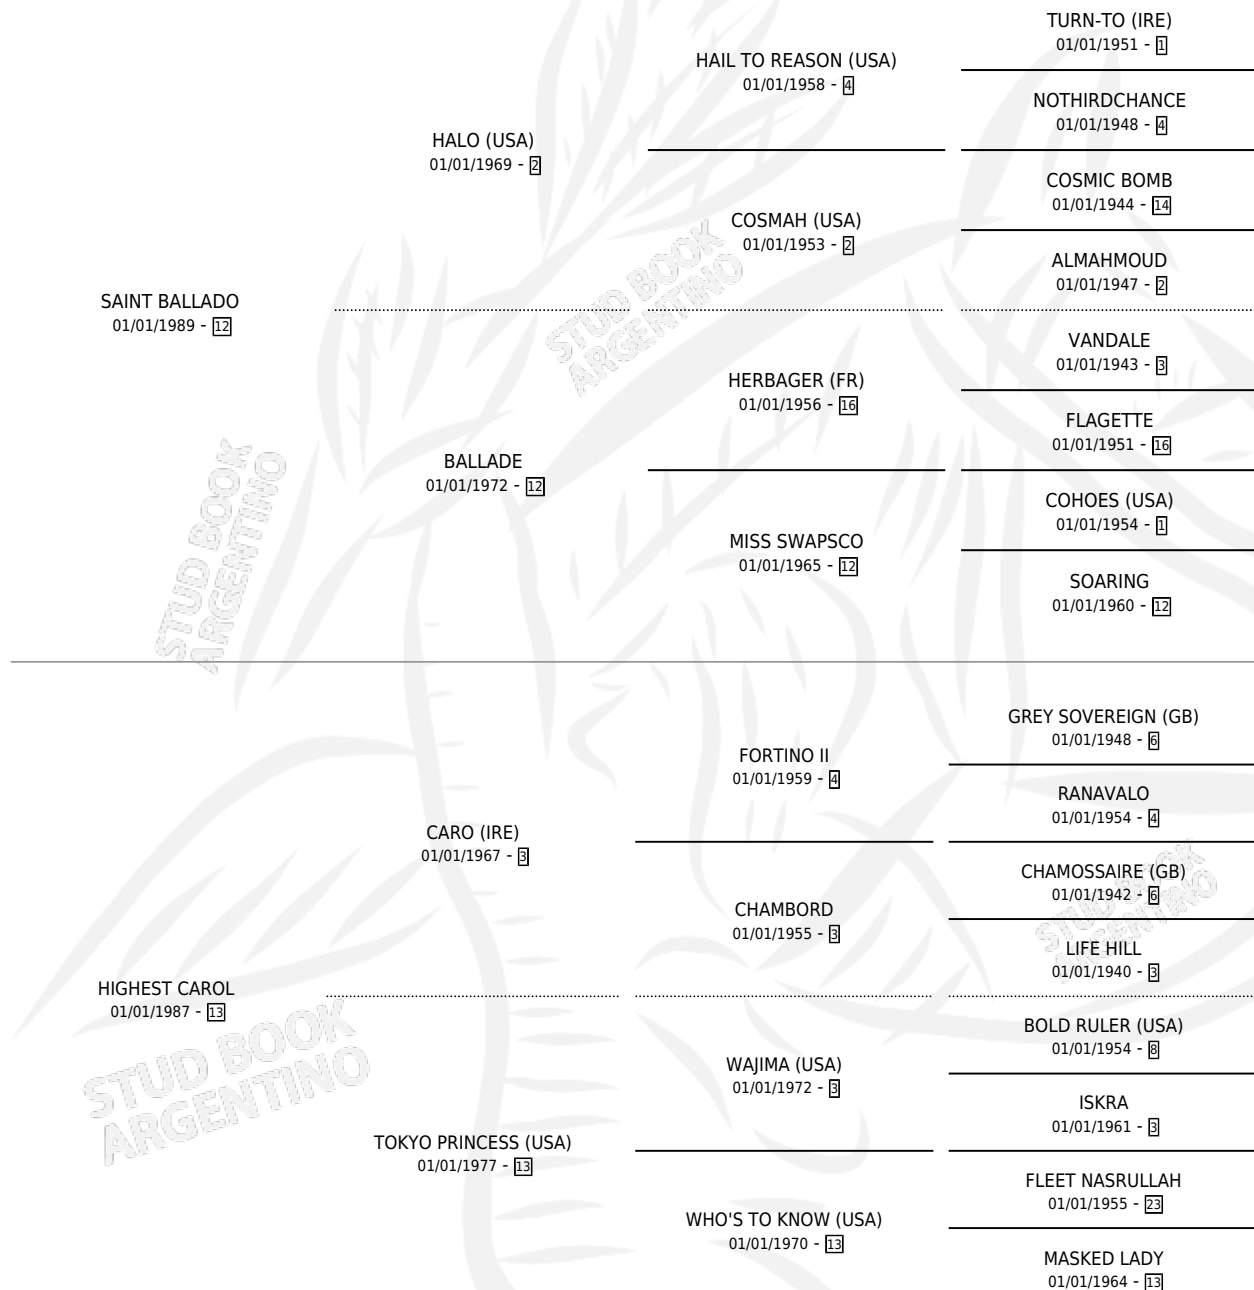 TURN-TO (IRE)
01/01/1951 - 1
HAIL TO REASON (USA)
01/01/1958 - 4
NOTHIRDCHANCE
01/01/1948 - 4
HALO (USA)
01/01/1969 - 2
COSMIC BOMB
01/01/1944 - 14
COSMAH (USA)
01/01/1953 - 2
ALMAHMOUD
01/01/1947 - 2
SAINT BALLADO
01/01/1989 - 12
VANDALE
01/01/1943 - 3
HERBAGER (FR)
01/01/1956 - 16
FLAGETTE
01/01/1951 - 16
BALLADE
01/01/1972 - 12
COHOES (USA)
01/01/1954 - 1
MISS SWAPSCO
01/01/1965 - 12
SOARING
01/01/1960 - 12
GREY SOVEREIGN (GB)
01/01/1948 - 6
FORTINO II
01/01/1959 - 4
RANAVALO
01/01/1954 - 4
CARO (IRE)
01/01/1967 - 3
CHAMOSSAIRE (GB)
01/01/1942 - 6
CHAMBORD
01/01/1955 - 3
LIFE HILL
01/01/1940 - 3
HIGHEST CAROL
01/01/1987 - 13
BOLD RULER (USA)
01/01/1954 - 8
WAJIMA (USA)
01/01/1972 - 3
ISKRA
01/01/1961 - 3
TOKYO PRINCESS (USA)
01/01/1977 - 13
FLEET NASRULLAH
01/01/1955 - 23
WHO'S TO KNOW (USA)
01/01/1970 - 13
MASKED LADY
01/01/1964 - 13
STUD BOOK
ARGENTINO
STUD BOOK
ARGENTINO
STUD BOOK
ARGENTINO
STUD BOOK
ARGENTINO